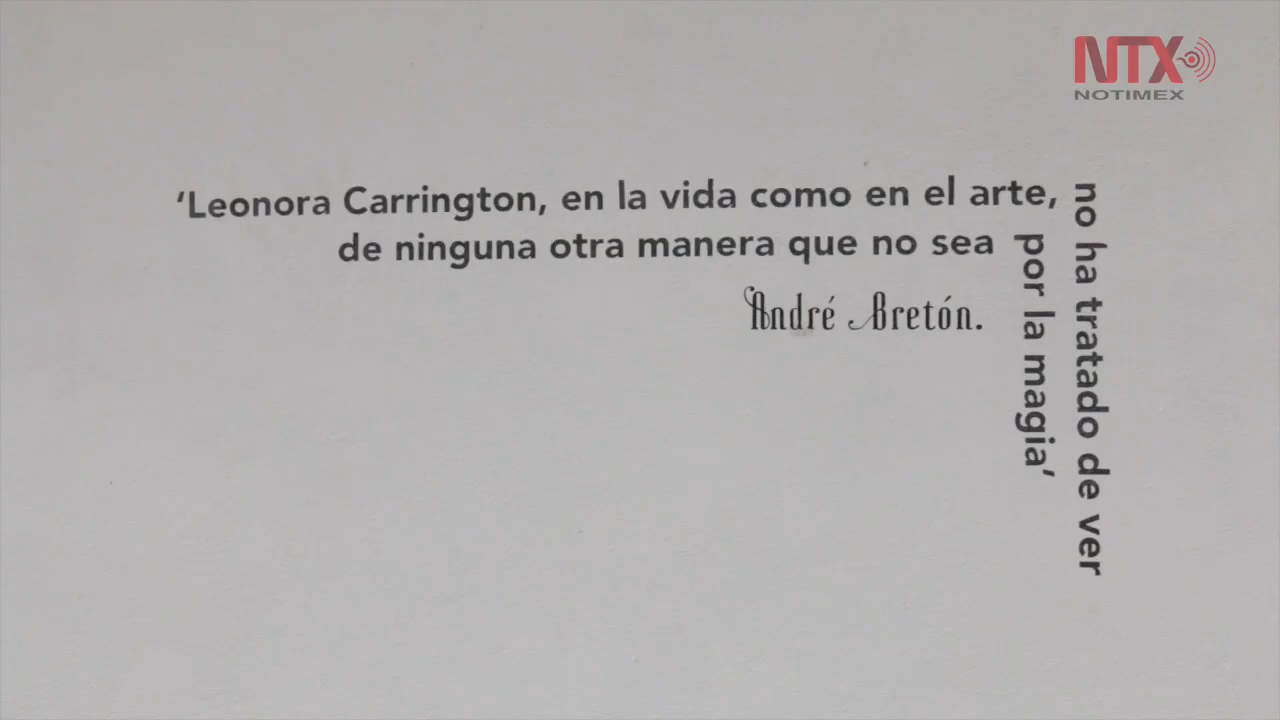 NTX
NOTIMEX
‘Leonora Carrington, en la vida como en el arte,
no ha tratado de ver
de ninguna otra manera que no sea
por la magia’
André Bretón.